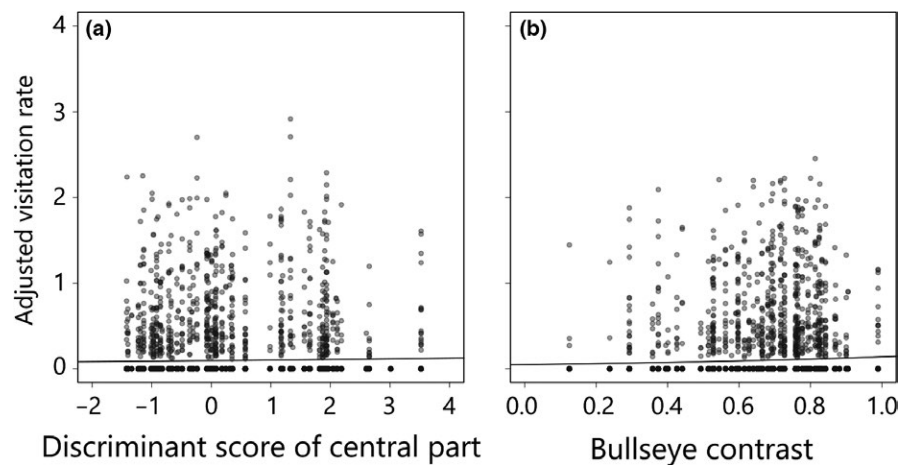 (a)
(b)
Adjusted visitation rate
4
3
2
1
0
−2 −1 0 1 2 3 4
0.0 0.2 0.4 0.6 0.8 1.0
Discriminant score of central part
Bullseye contrast